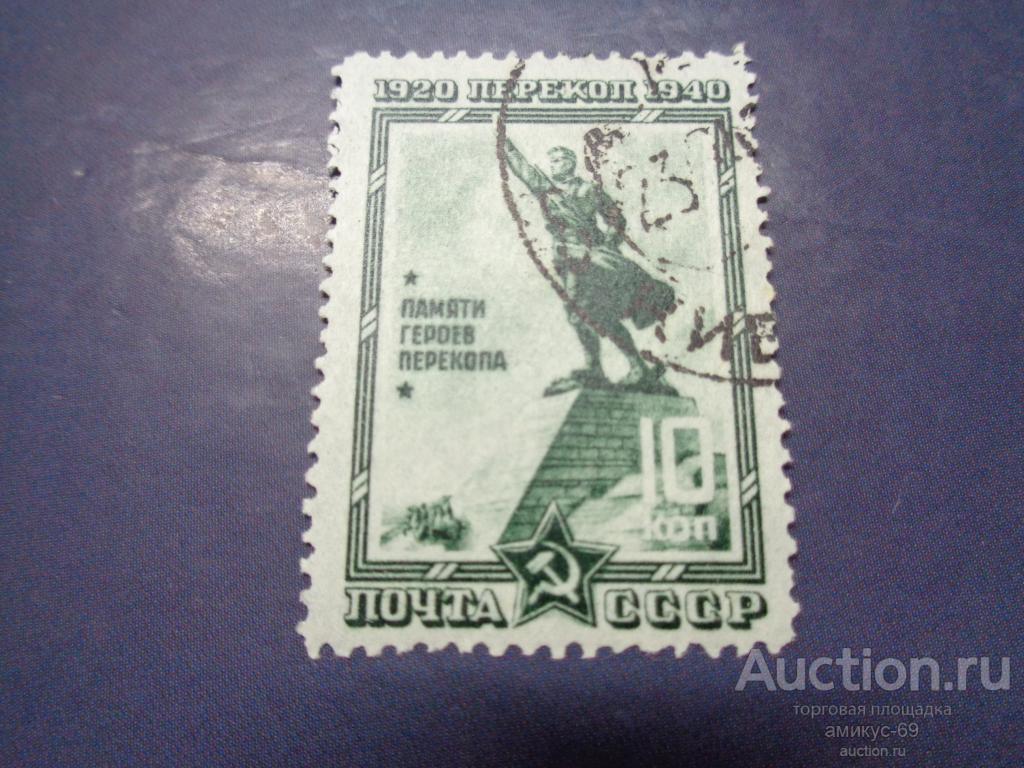 1920 ПЕРЕКОП 1940
ПАМЯТИ
ГЕРОЕВ
ПЕРЕКОПА
10
КОП
ПОЧТА СССР
Auction.ru
торговая площадка
амикус-69
auction.ru